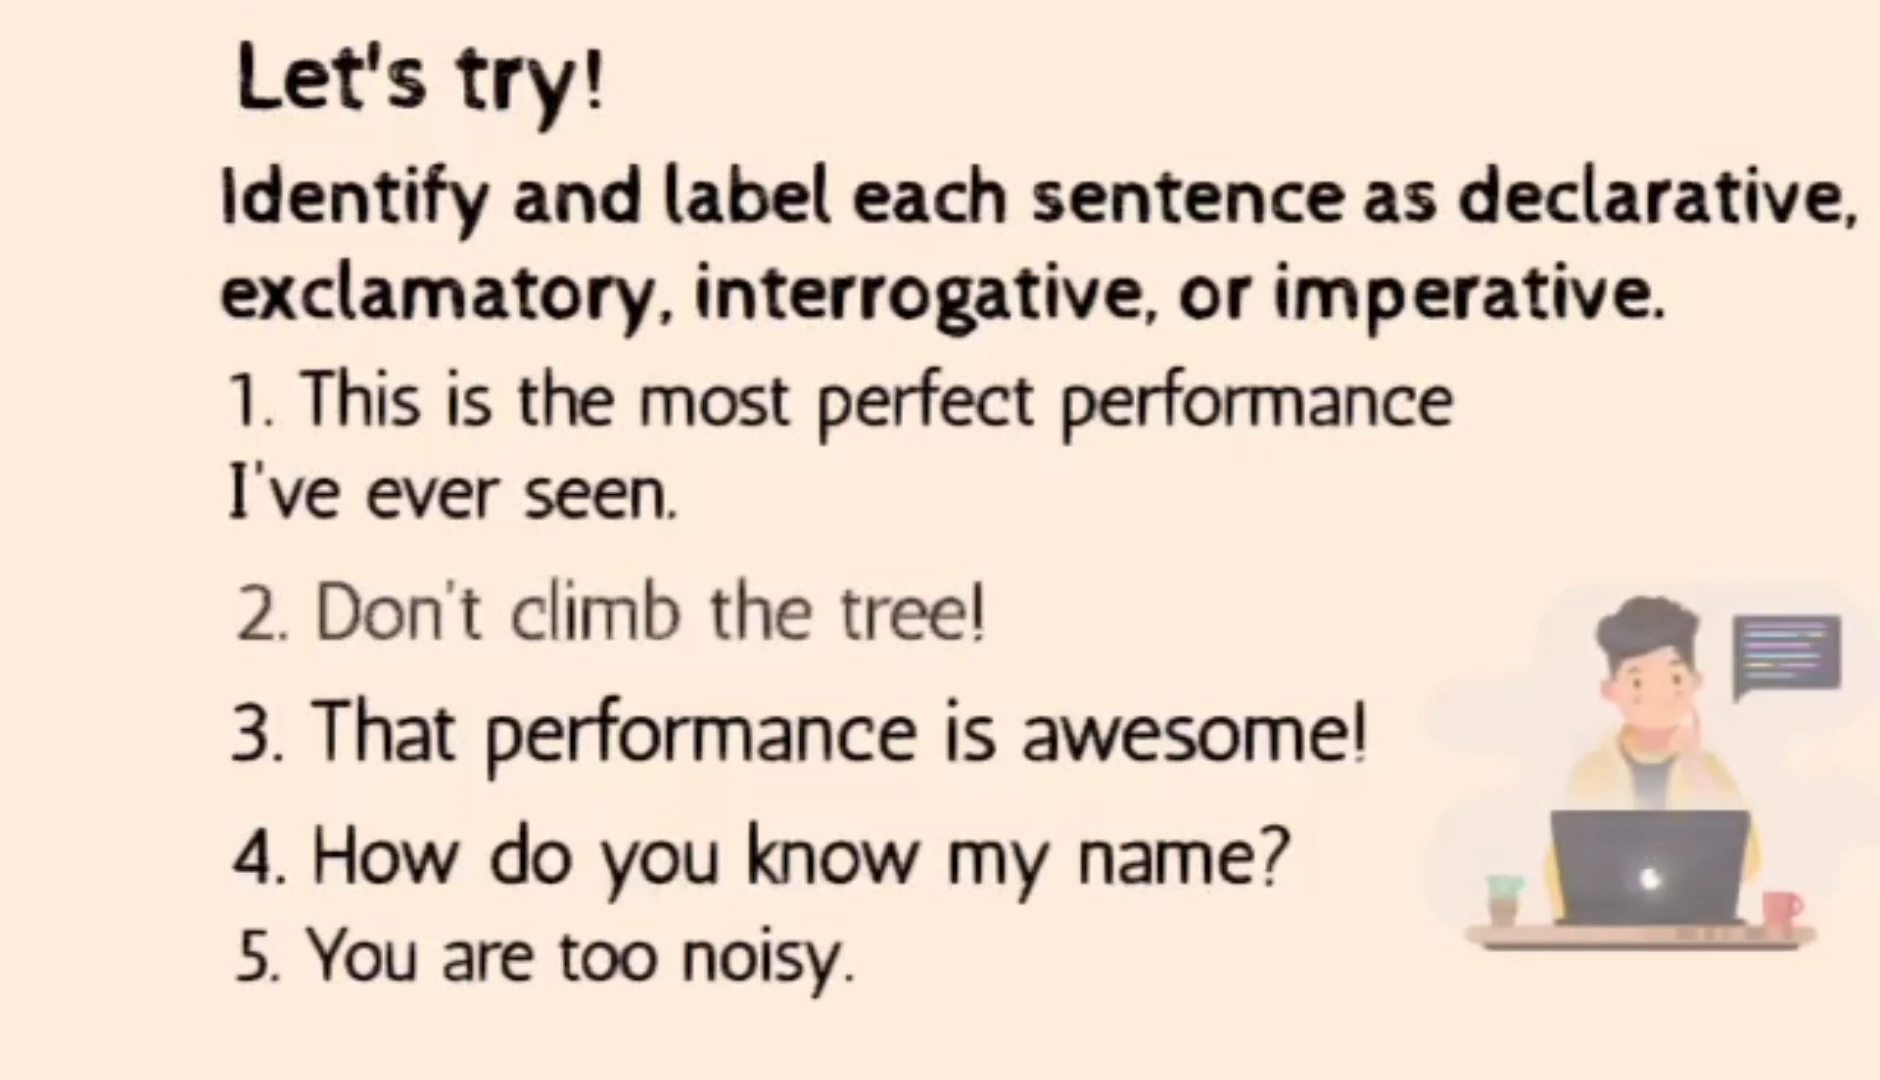 Let's try!
Identify and label each sentence as declarative,
exclamatory, interrogative, or imperative.
1. This is the most perfect performance
I've ever seen.
2. Don't climb the tree!
3. That performance is awesome!
4. How do you know my name?
5. You are too noisy.